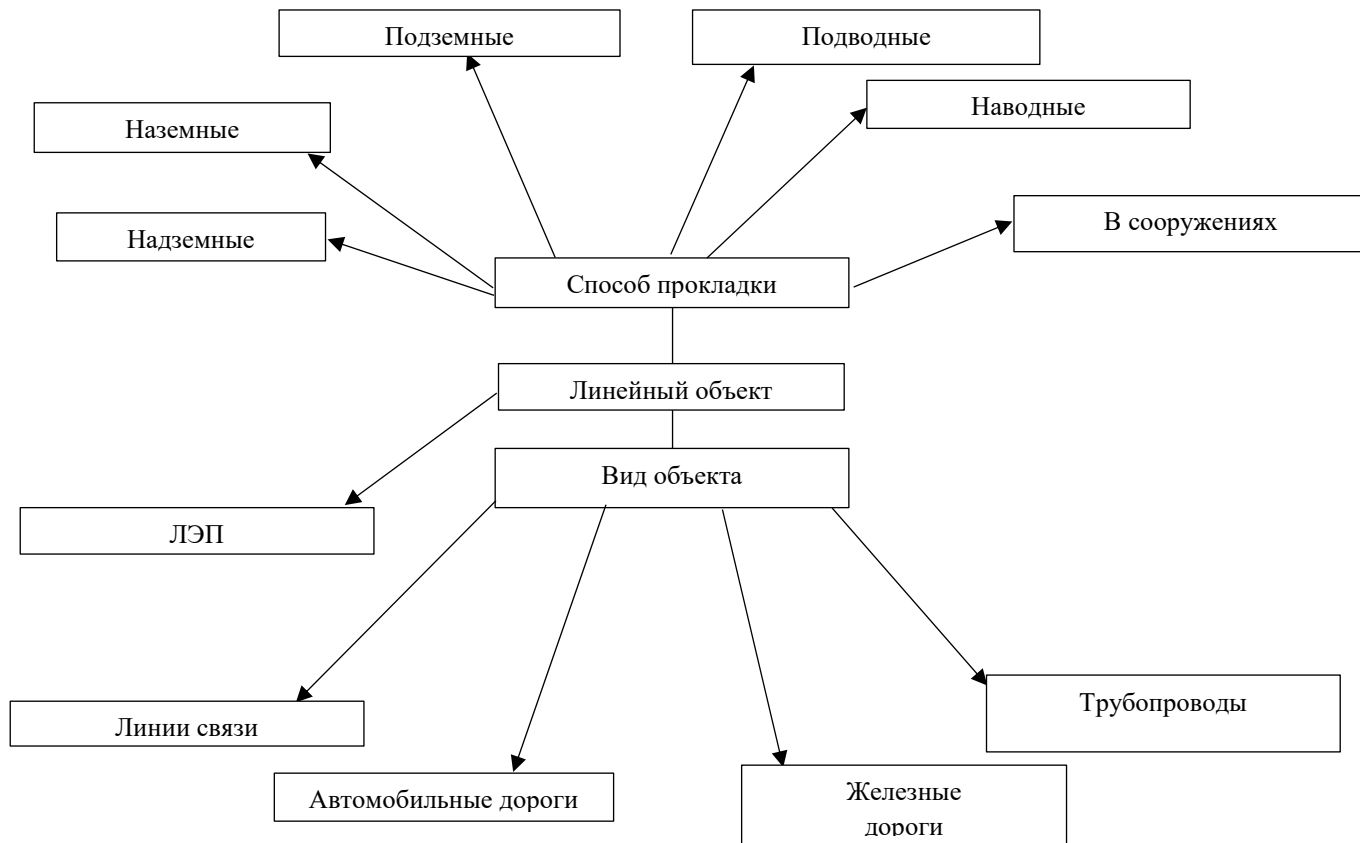 Подземные
Подводные
Наземные
Наводные
Надземные
В сооружениях
Способ прокладки
Линейный объект
Вид объекта
ЛЭП
Линии связи
Трубопроводы
Автомобильные дороги
Железные
дороги